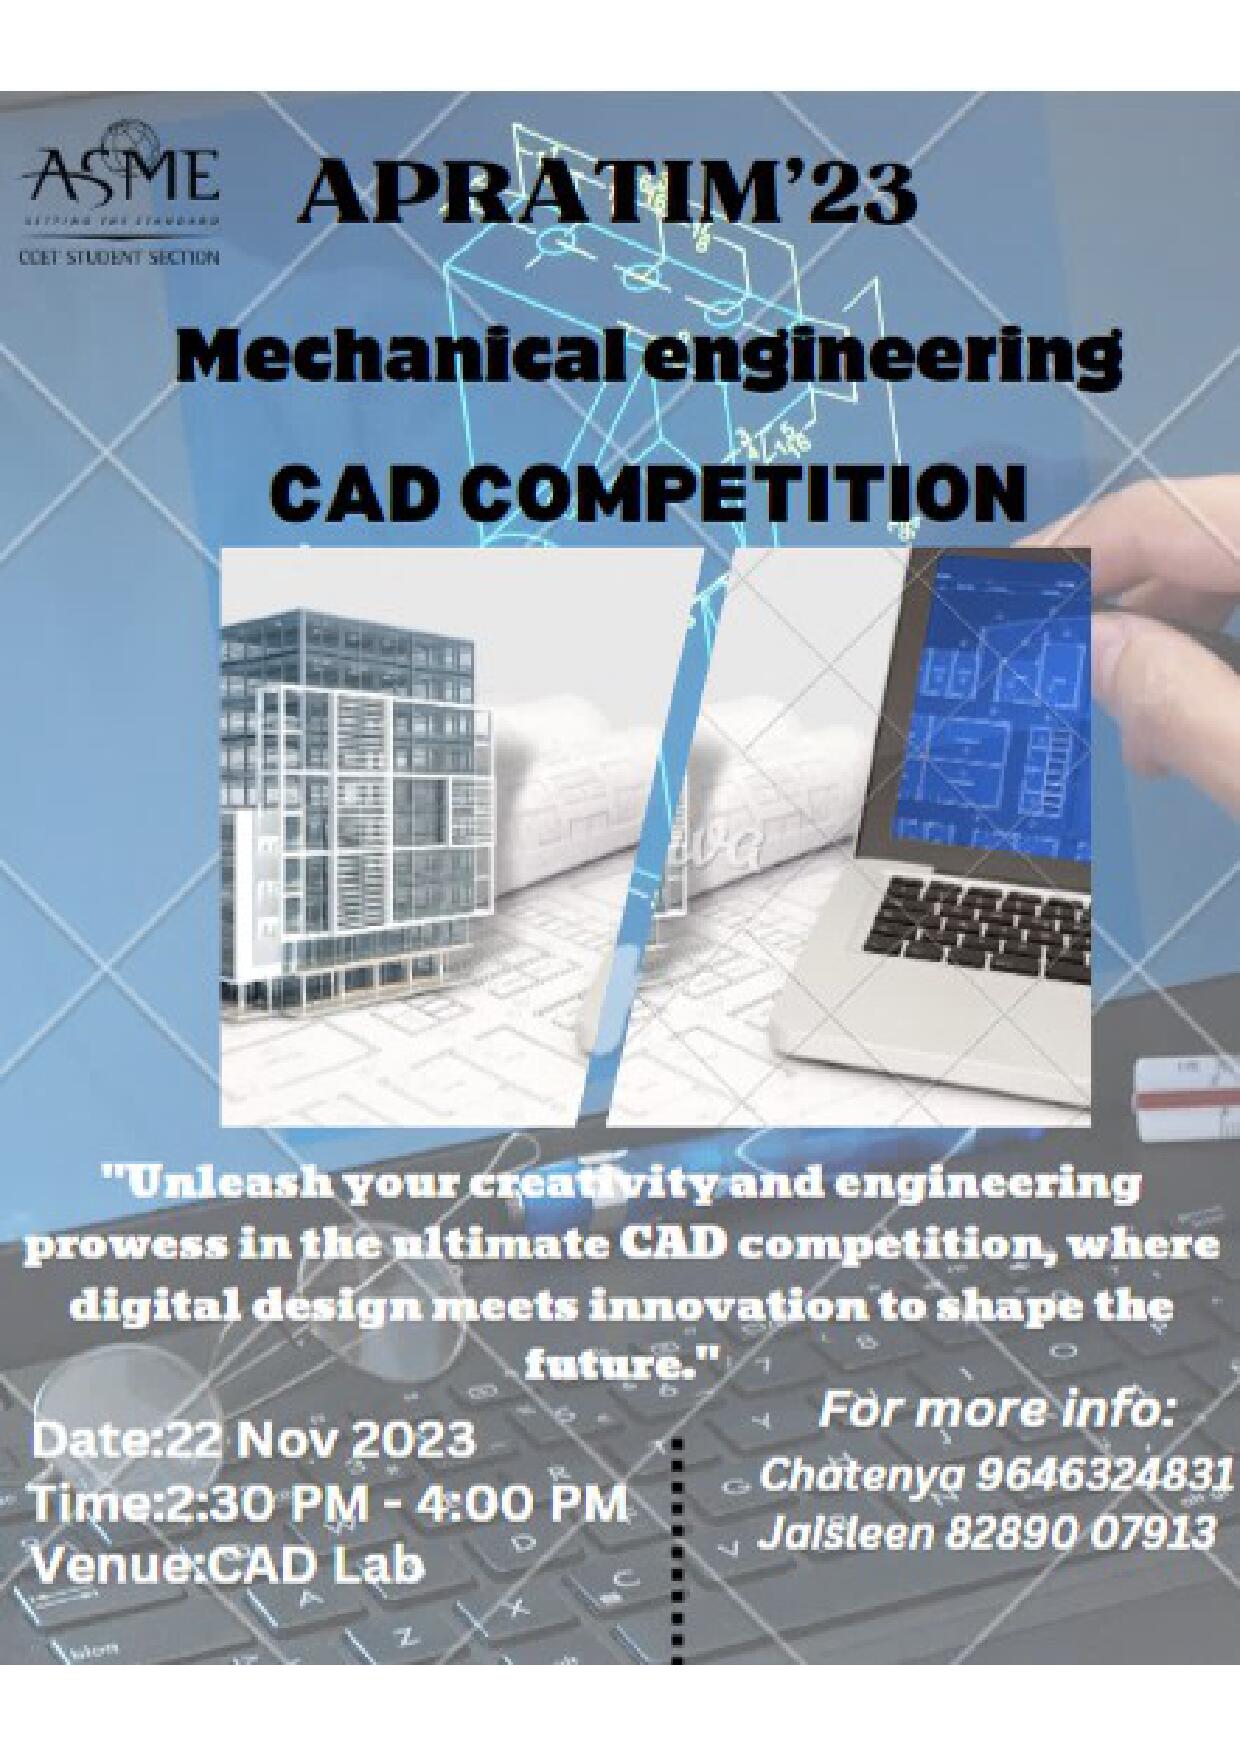 ASME
SETTING THE STANDARD
CCET STUDENT SECTION
APRATIM'23
Mechanical engineering
CAD COMPETITION
"Unleash your creativity and engineering
prowess in the ultimate CAD competition, where
digital design meets innovation to shape the
future."
Date:22 Nov 2023
Time:2:30 PM - 4:00 PM
Venue:CAD Lab
For more info:
Chatenya 9646324831
Jaisleen 82890 07913